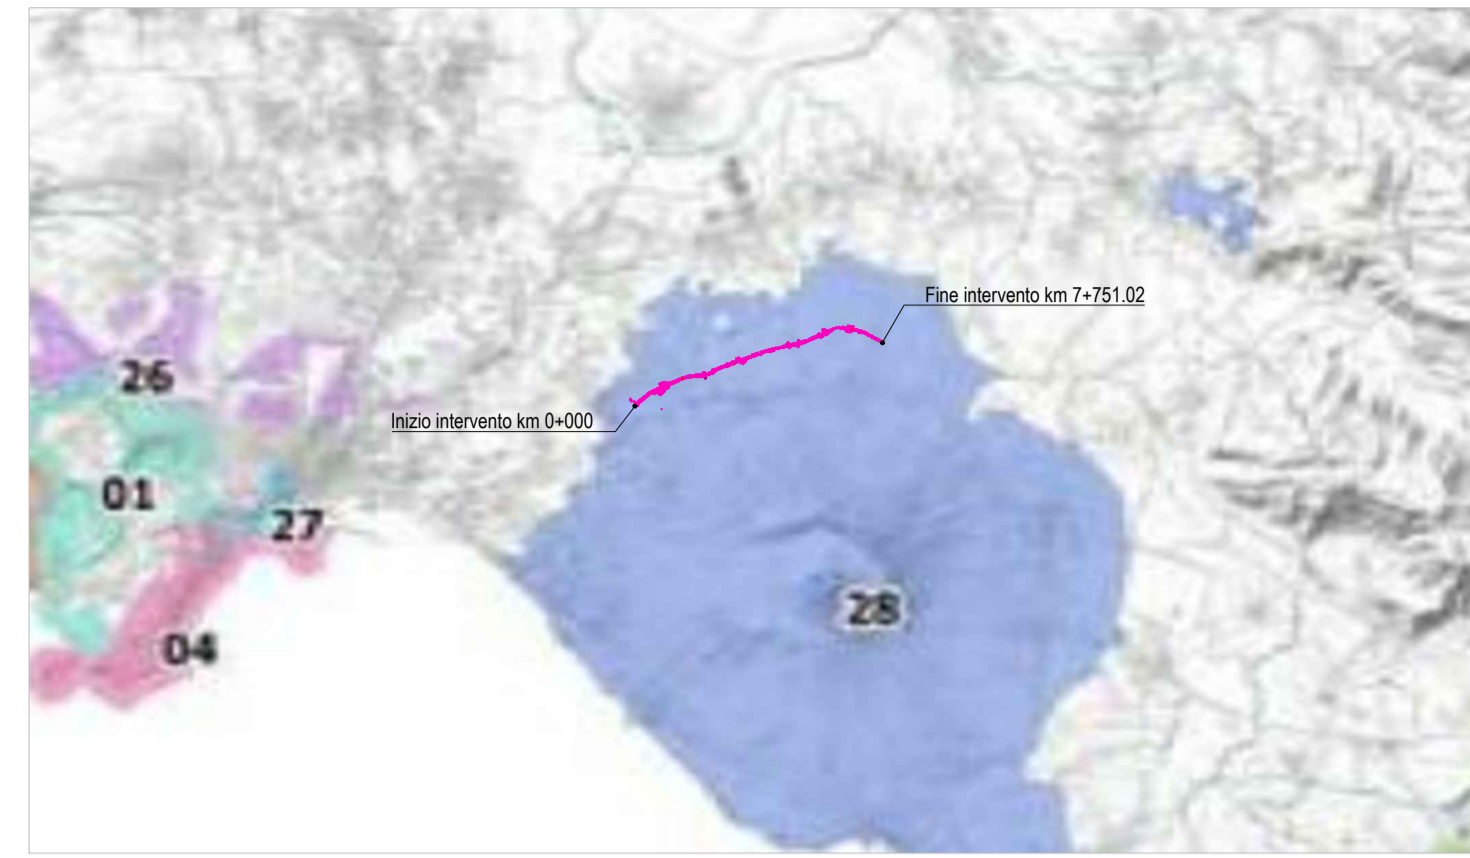 Fine intervento km 7+751.02
26
Inizio intervento km 0+000
01
27
28
04